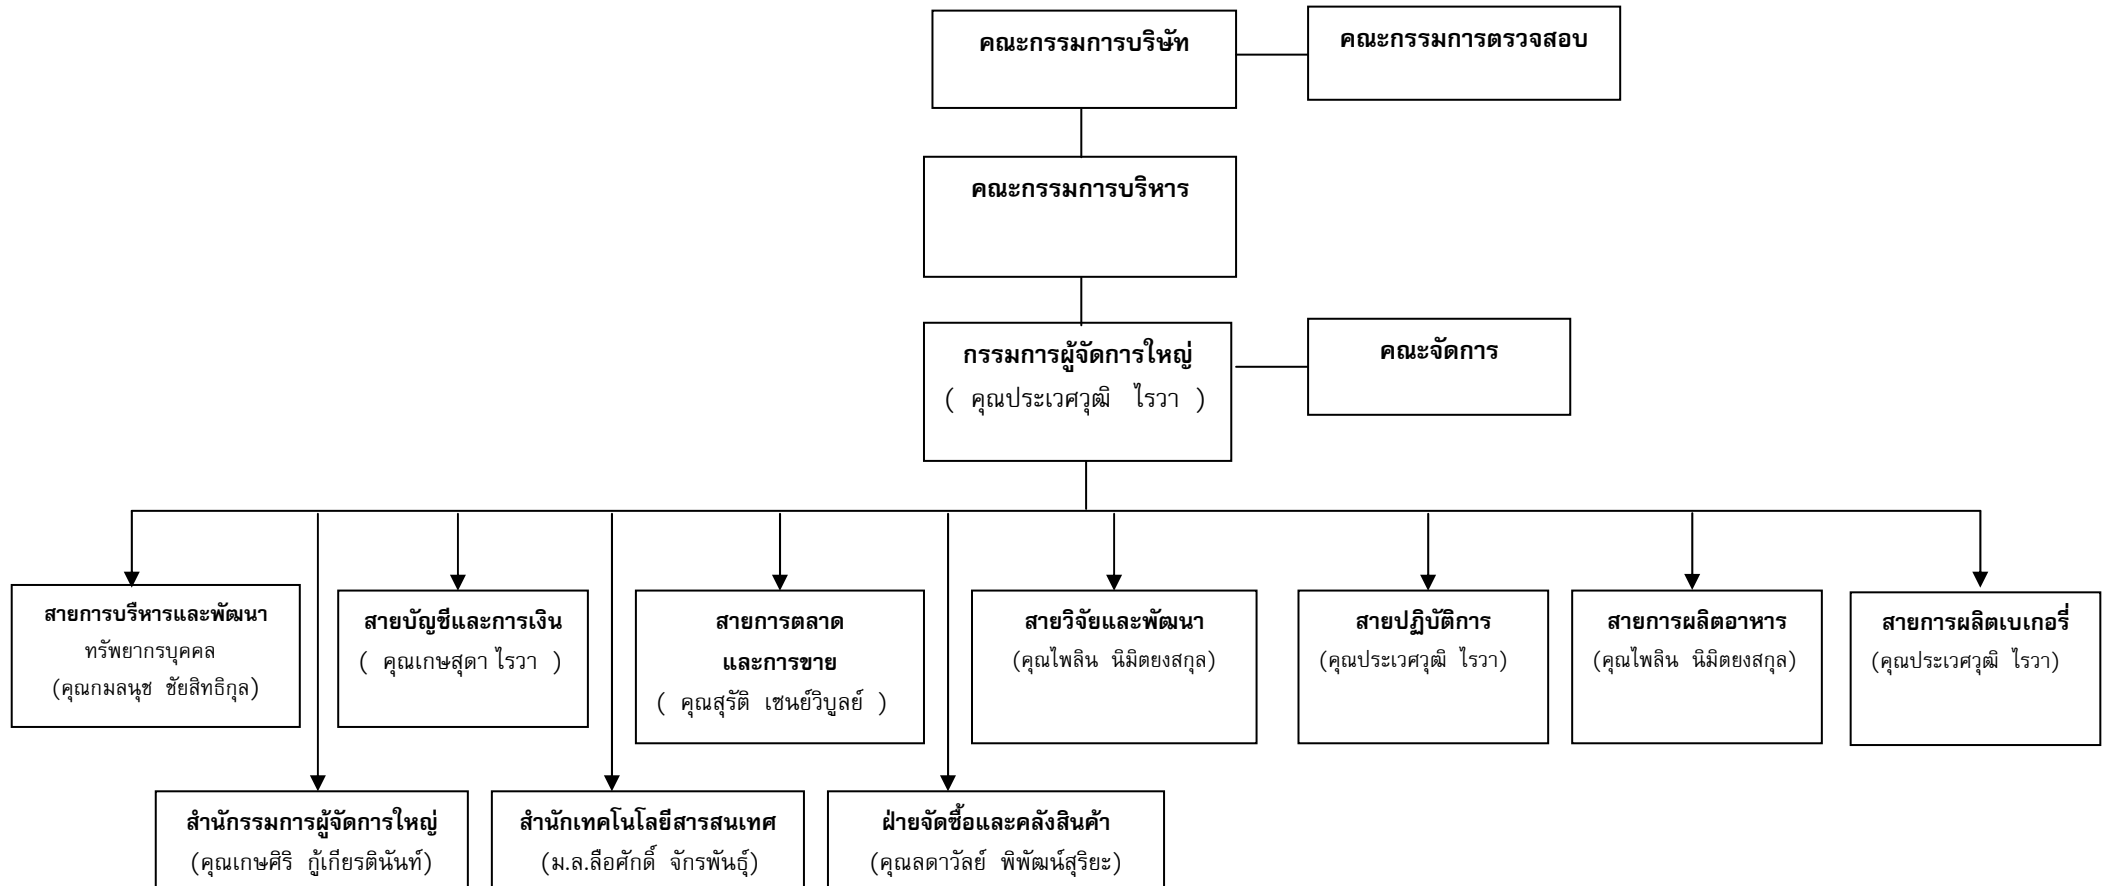 คณะกรรมการบริษัท
คณะกรรมการตรวจสอบ
คณะกรรมการบริหาร
กรรมการผู้จัดการใหญ่
( คุณประเวศวุฒิ ไรวา )
คณะจัดการ
สายการบริหารและพัฒนา
ทรัพยากรบุคคล
(คุณกมลนุช ชัยสิทธิกุล)
สายบัญชีและการเงิน
( คุณเกษสุดา ไรวา )
สายการตลาด
และการขาย
( คุณสุรัติ เซนย์วิบูลย์ )
สายวิจัยและพัฒนา
(คุณไพลิน นิมิตยงสกุล)
สายปฏิบัติการ
(คุณประเวศวุฒิ ไรวา)
สายการผลิตอาหาร
(คุณไพลิน นิมิตยงสกุล)
สายการผลิตเบเกอรี่
(คุณประเวศวุฒิ ไรวา)
สำนักรรมการผู้จัดการใหญ่
(คุณเกษศิริ กู้เกียรตินันท์)
สำนักเทคโนโลยีสารสนเทศ
(ม.ล.ลือศักดิ์ จักรพันธุ์)
ฝ่ายจัดซื้อและคลังสินค้า
(คุณลดาวัลย์ พิพัฒน์สุริยะ)